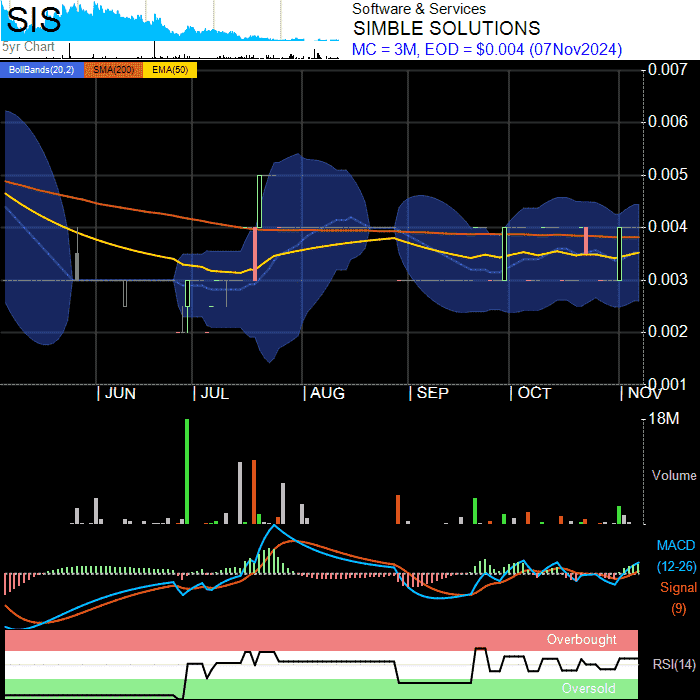 SIS
5yr Chart
Software & Services
SIMBLE SOLUTIONS
MC = 3M, EOD = $0.004 (07Nov2024)
BollBands(20,2) SMA(200) EMA(50)
0.007
0.006
0.005
0.004
0.003
0.002
0.001
JUN JUL AUG SEP OCT NOV
18M
Volume
MACD
(12-26)
Signal
(9)
Overbought
RSI(14)
Oversold